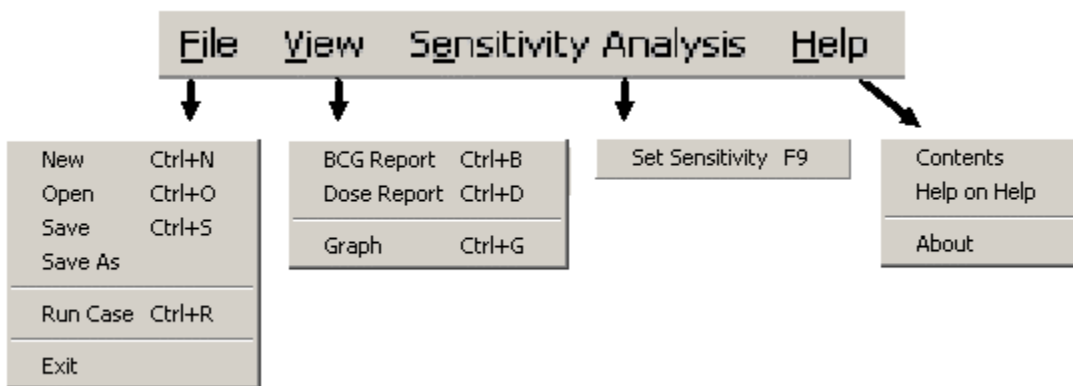 File View Sensitivity Analysis Help
New Ctrl+N
Open Ctrl+O
Save Ctrl+S
Save As
Run Case Ctrl+R
Exit
BCG Report Ctrl+B
Dose Report Ctrl+D
Graph Ctrl+G
Set Sensitivity F9
Contents
Help on Help
About